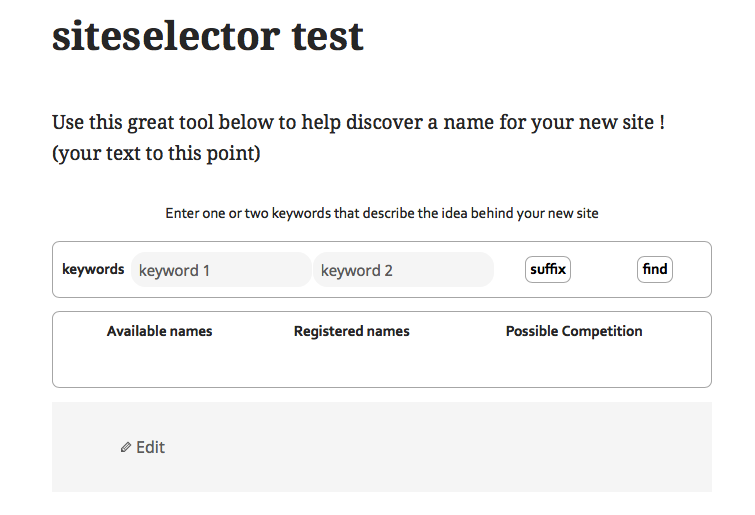 siteselector test
Use this great tool below to help discover a name for your new site !
(your text to this point)
Enter one or two keywords that describe the idea behind your new site
keywords keyword 1 keyword 2 suffix find
Available names Registered names Possible Competition
Edit